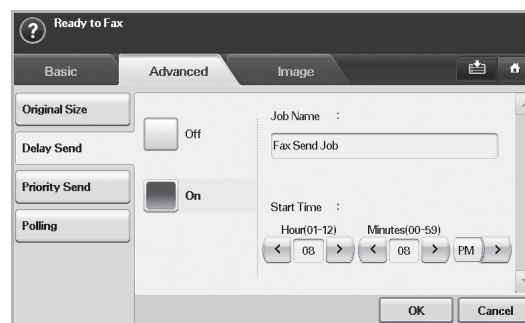 Ready to Fax
Basic Advanced Image
Original Size
Delay Send
Priority Send
Polling
Off
On
Job Name :
Fax Send Job
Start Time :
Hour(01-12) Minutes(00-59)
08 08 PM
OK Cancel